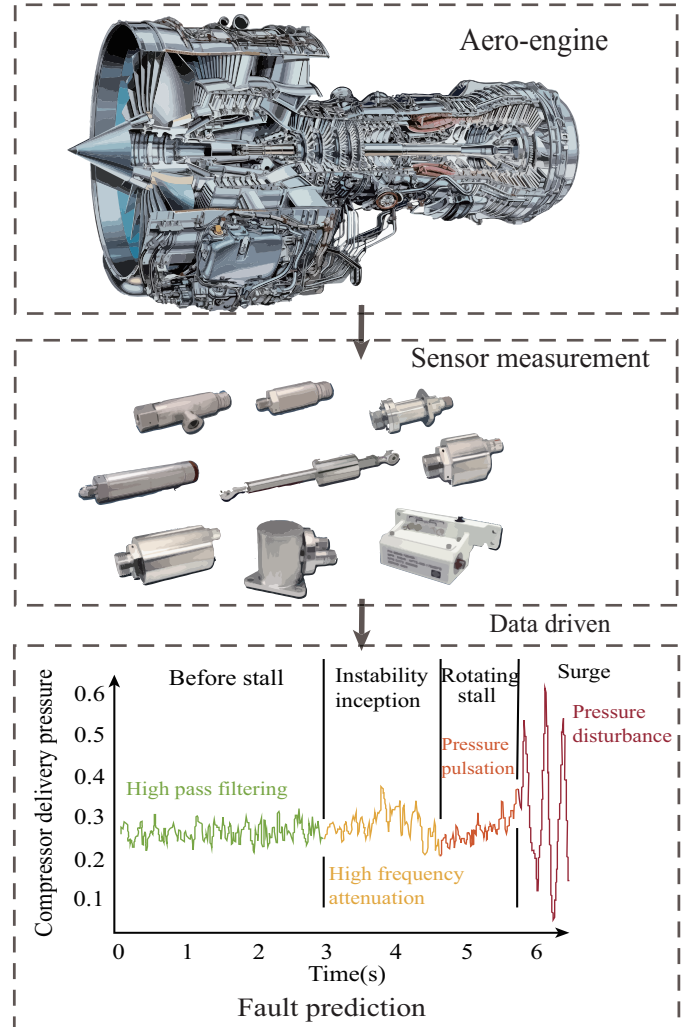 Aero-engine
Sensor measurement
Data driven
Before stall
Instability
inception
Rotating
stall
Surge
Pressure
disturbance
Pressure
pulsation
High pass filtering
High frequency
attenuation
Compressor delivery pressure
0.6
0.5
0.4
0.3
0.2
0.1
0 1 2 3 4 5 6
Time(s)
Fault prediction